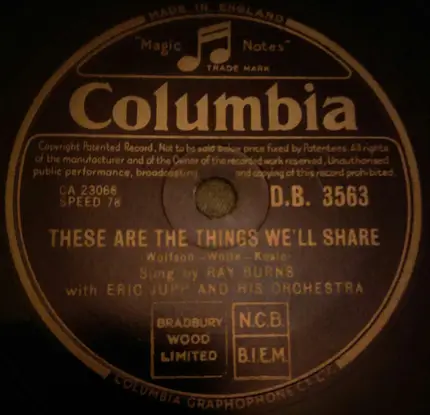 MADE IN ENGLAND
"Magic Notes"
TRADE MARK
Columbia
Copyright Patented Record, Not to be sold below price fixed by Patentees. All rights
of the manufacturer and of the Owner of the recorded work reserved, Unauthorised
public performance, broadcasting and copying of this record prohibited.
CA 23068
SPEED 78
D.B. 3563
THESE ARE THE THINGS WE'LL SHARE
Sung by RAY BURNS
with ERIC JUPP AND HIS ORCHESTRA
BRADBURY
WOOD
LIMITED
N.C.B.
B.I.E.M.
COLUMBIA GRAPHOPHONE CO. LTD.